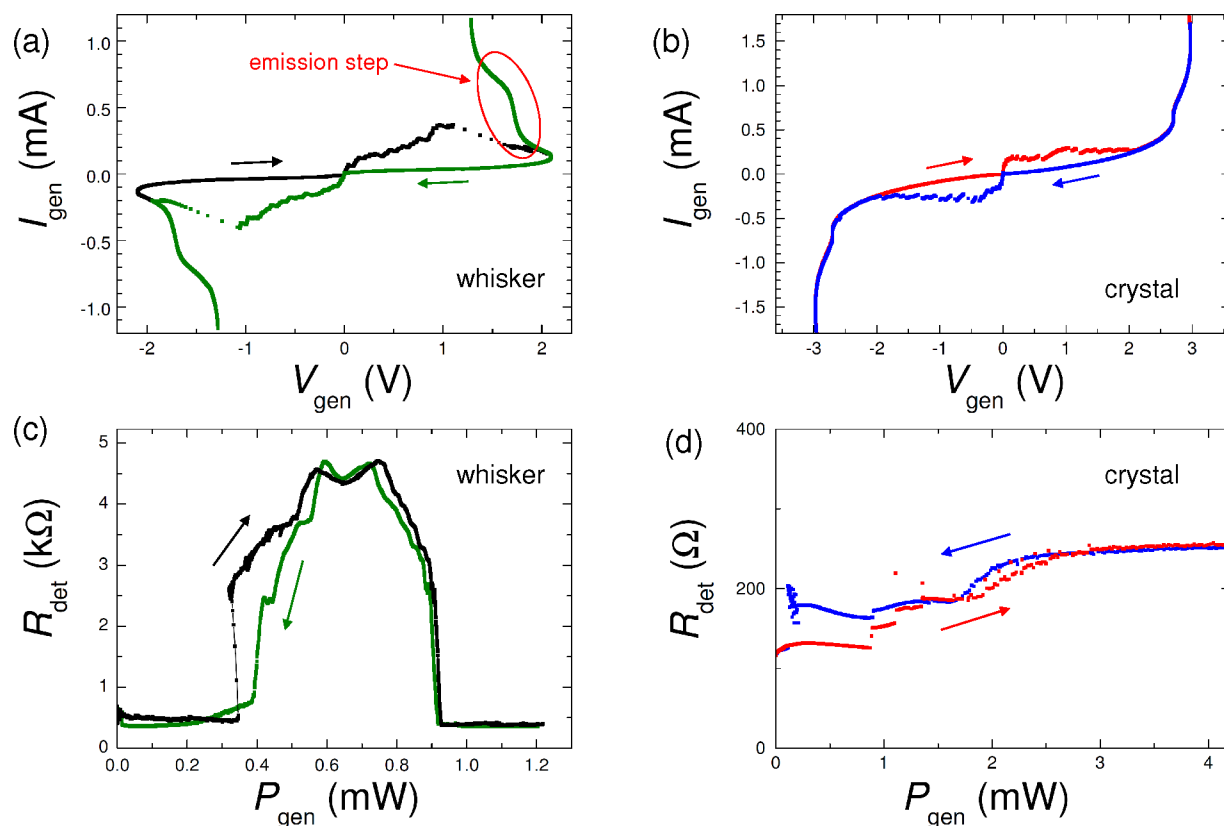 (a)
1.0
0.5
0.0
-0.5
-1.0
I_gen (mA)
emission step
whisker
-2
-1
0
1
2
V_gen (V)
(b)
1.5
1.0
0.5
0.0
-0.5
-1.0
-1.5
I_gen (mA)
crystal
-3
-2
-1
0
1
2
3
V_gen (V)
(c)
5
4
3
2
1
0
R_det (kΩ)
whisker
0.0
0.2
0.4
0.6
0.8
1.0
1.2
P_gen (mW)
(d)
400
200
0
R_det (Ω)
crystal
0
1
2
3
4
P_gen (mW)